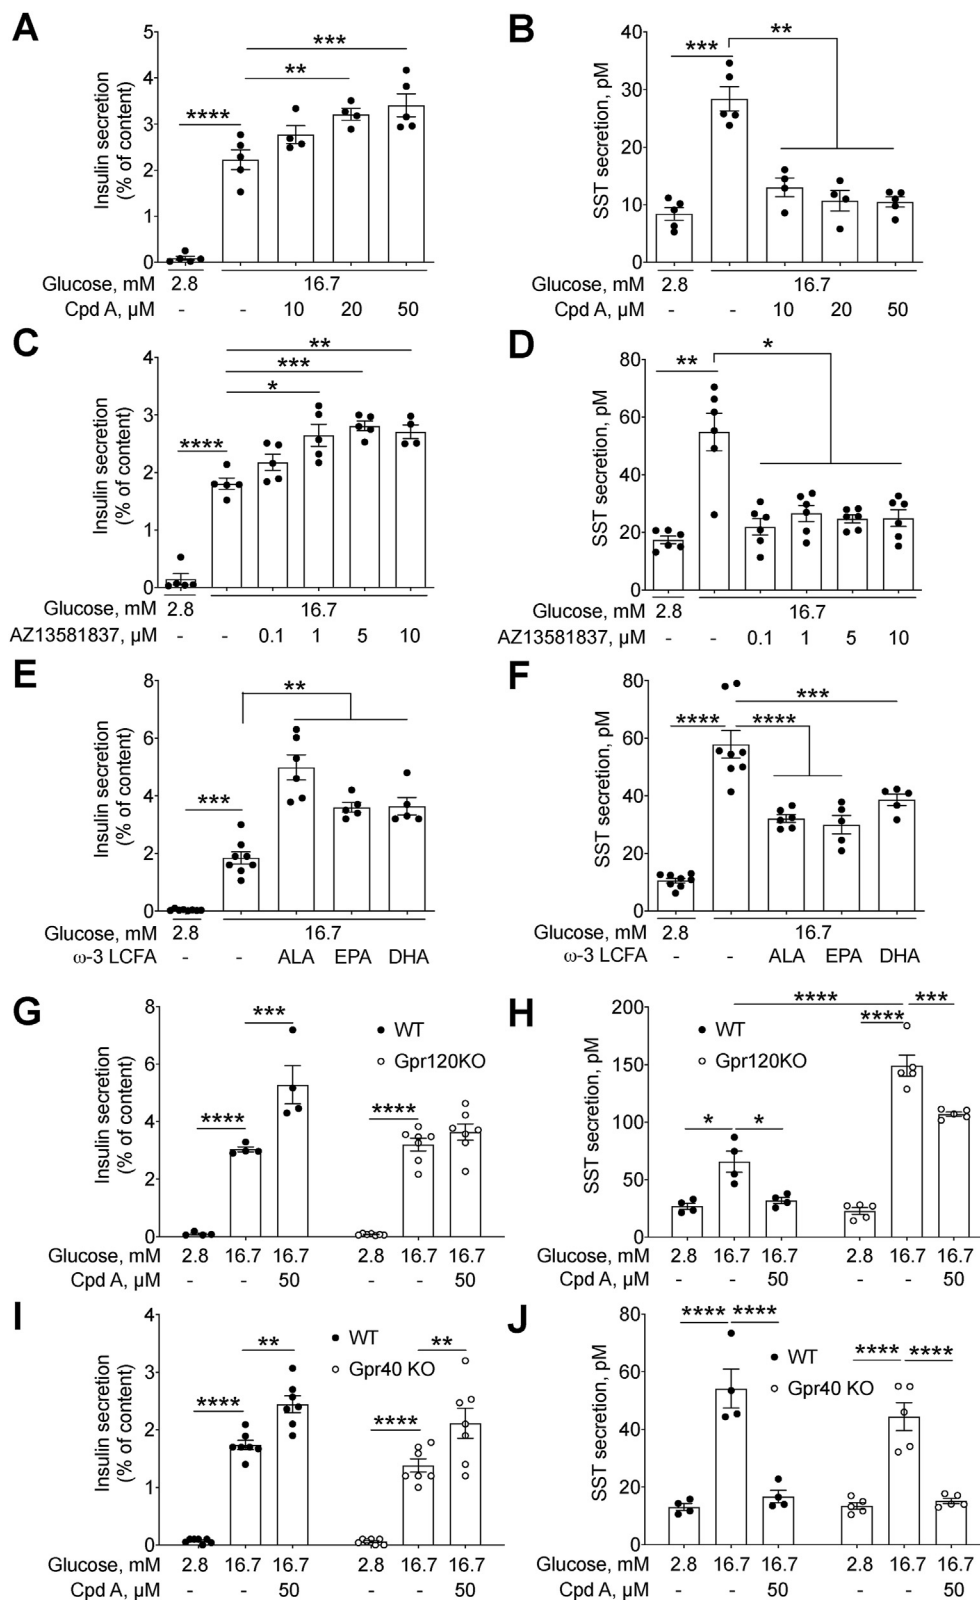 A
Insulin secretion
(% of content)
5
4
3
2
1
0
****
**
***
Glucose, mM 2.8 16.7
Cpd A, µM - - 10 20 50
B
SST secretion, pM
40
30
20
10
0
***
**
Glucose, mM 2.8 16.7
Cpd A, µM - - 10 20 50
C
Insulin secretion
(% of content)
4
3
2
1
0
****
*
***
**
Glucose, mM 2.8 16.7
AZ13581837, µM - - 0.1 1 5 10
D
SST secretion, pM
80
60
40
20
0
**
*
Glucose, mM 2.8 16.7
AZ13581837, µM - - 0.1 1 5 10
E
Insulin secretion
(% of content)
8
6
4
2
0
***
**
Glucose, mM 2.8 16.7
ω-3 LCFA - - ALA EPA DHA
F
SST secretion, pM
80
60
40
20
0
****
****
***
Glucose, mM 2.8 16.7
ω-3 LCFA - - ALA EPA DHA
G
Insulin secretion
(% of content)
8
6
4
2
0
****
***
****
WT
Gpr120KO
Glucose, mM 2.8 16.7 16.7 2.8 16.7 16.7
Cpd A, µM - - 50 - - 50
H
SST secretion, pM
200
150
100
50
0
*
*
****
****
***
WT
Gpr120KO
Glucose, mM 2.8 16.7 16.7 2.8 16.7 16.7
Cpd A, µM - - 50 - - 50
I
Insulin secretion
(% of content)
4
3
2
1
0
****
**
****
**
WT
Gpr40 KO
Glucose, mM 2.8 16.7 16.7 2.8 16.7 16.7
Cpd A, µM - - 50 - - 50
J
SST secretion, pM
80
60
40
20
0
****
****
****
****
WT
Gpr40 KO
Glucose, mM 2.8 16.7 16.7 2.8 16.7 16.7
Cpd A, µM - - 50 - - 50